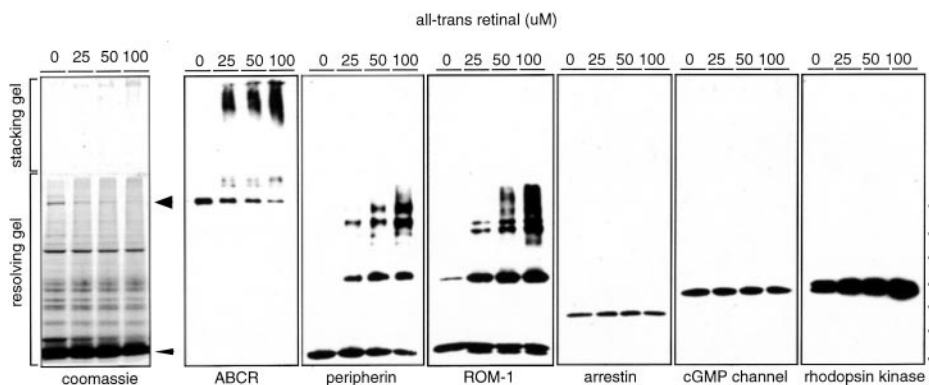 all-trans retinal (uM)
0 25 50 100 0 25 50 100 0 25 50 100 0 25 50 100 0 25 50 100 0 25 50 100 0 25 50 100
stacking gel
resolving gel
coomassie ABCR peripherin ROM-1 arrestin cGMP channel rhodopsin kinase